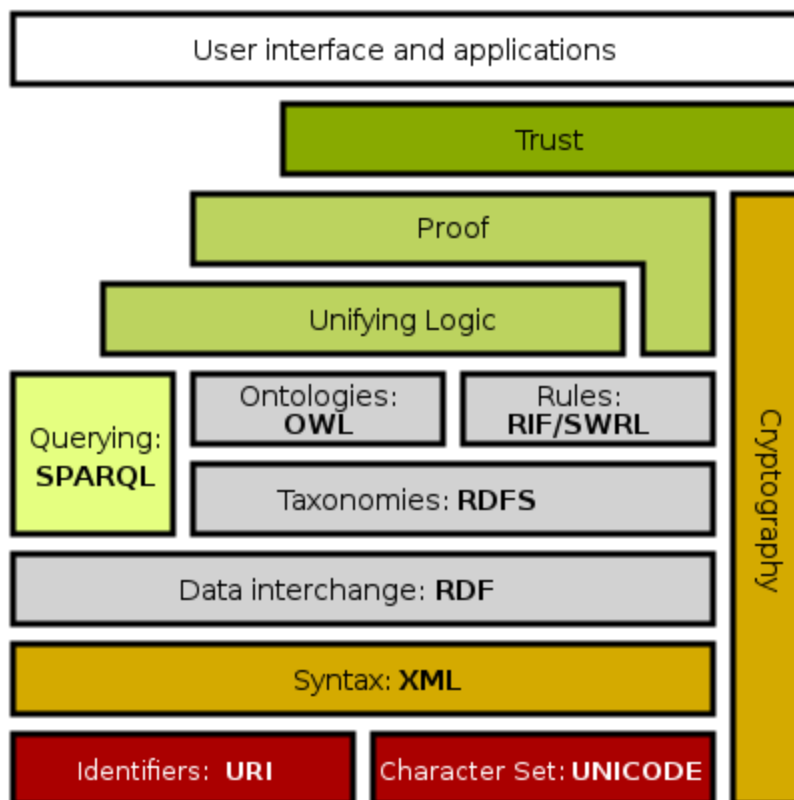 User interface and applications
Trust
Proof
Unifying Logic
Ontologies:
OWL
Rules:
RIF/SWRL
Querying:
SPARQL
Taxonomies: RDFS
Cryptography
Data interchange: RDF
Syntax: XML
Identifiers: URI
Character Set: UNICODE